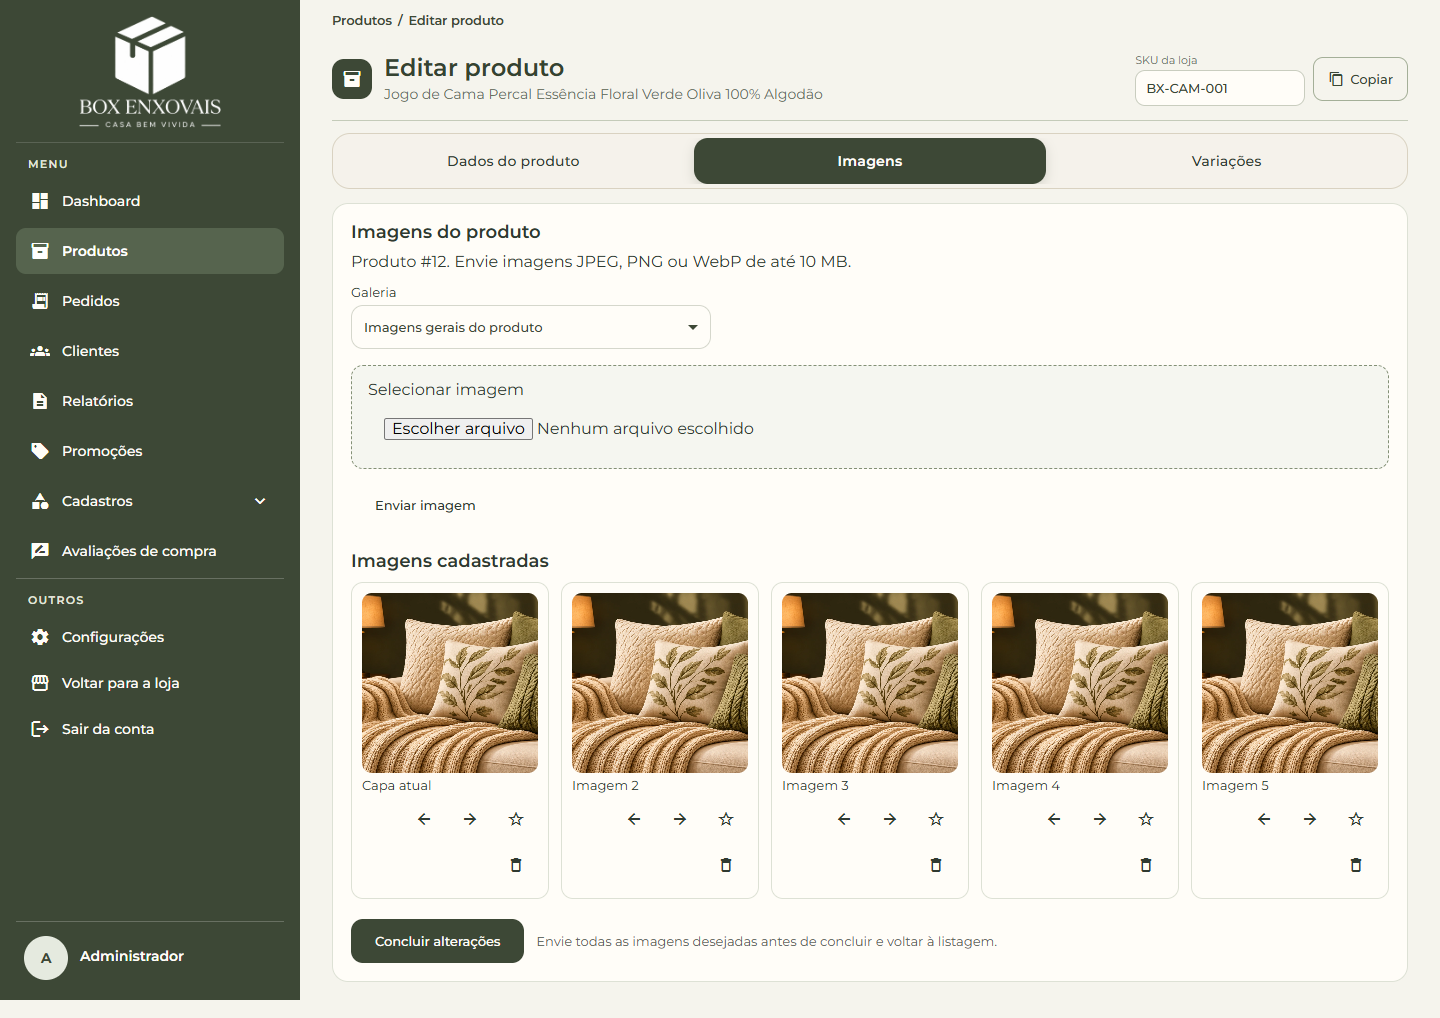 BOX ENXOVAIS
CASA BEM VIVIDA
MENU
Dashboard
Produtos
Pedidos
Clientes
Relatórios
Promoções
Cadastros
Avaliações de compra
OUTROS
Configurações
Voltar para a loja
Sair da conta
A
Administrador
Produtos / Editar produto
Editar produto
Jogo de Cama Percal Essência Floral Verde Oliva 100% Algodão
SKU da loja
BX-CAM-001
Copiar
Dados do produto
Imagens
Variações
Imagens do produto
Produto #12. Envie imagens JPEG, PNG ou WebP de até 10 MB.
Galeria
Imagens gerais do produto
Selecionar imagem
Escolher arquivo Nenhum arquivo escolhido
Enviar imagem
Imagens cadastradas
Capa atual
Imagem 2
Imagem 3
Imagem 4
Imagem 5
Concluir alterações
Envie todas as imagens desejadas antes de concluir e voltar à listagem.